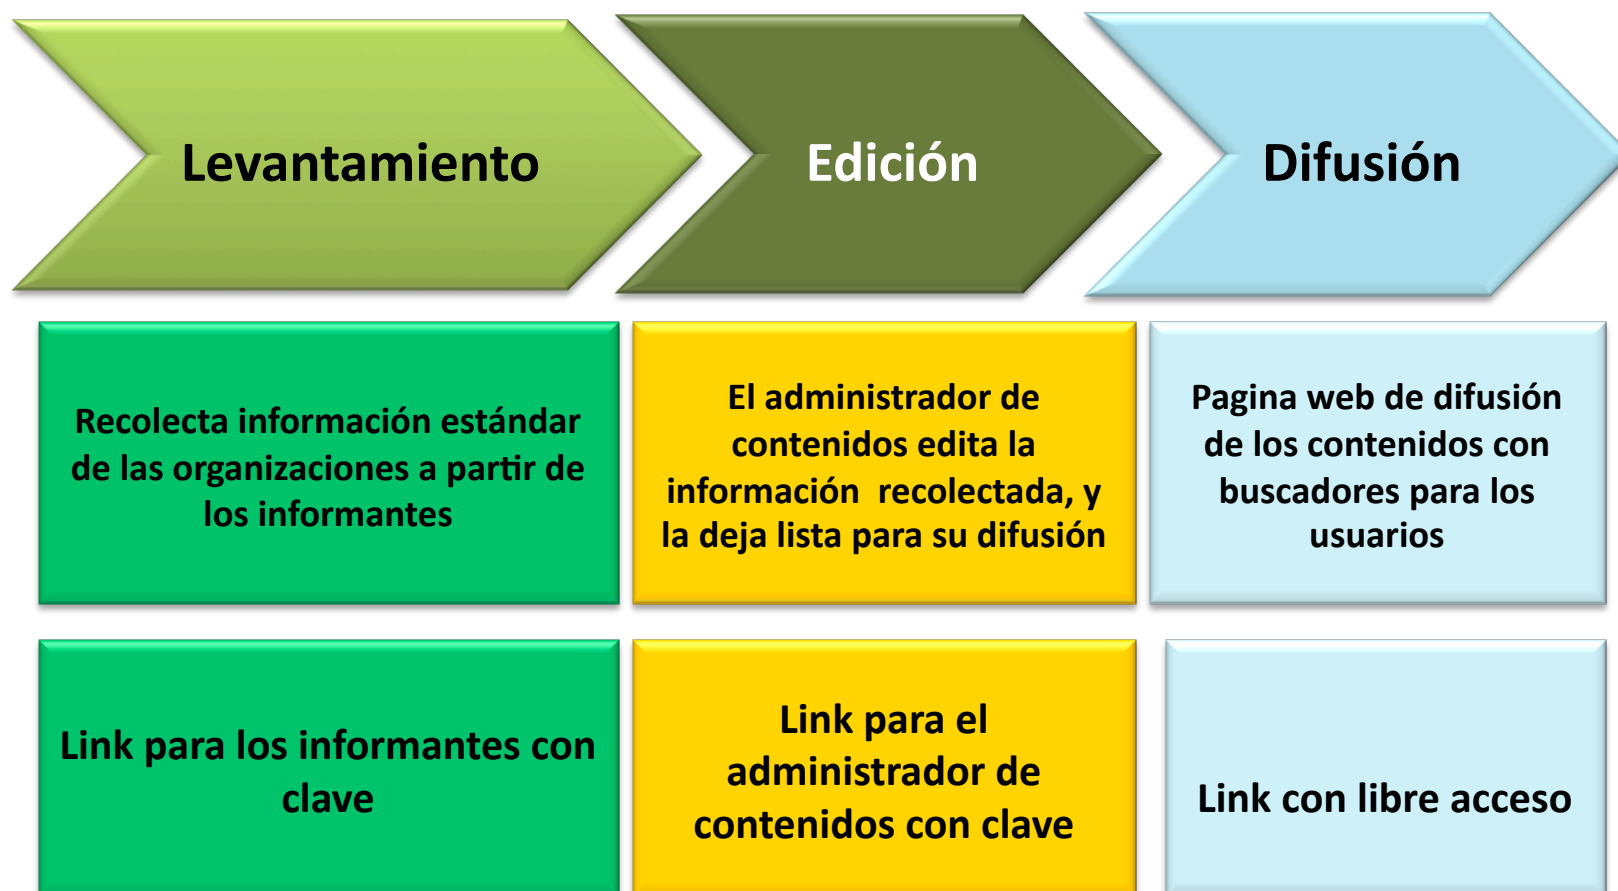 Levantamiento
Edición
Difusión
Recolecta información estándar
de las organizaciones a partir de
los informantes
El administrador de
contenidos edita la
información  recolectada, y
la deja lista para su difusión
Pagina web de difusión
de los contenidos con
buscadores para los
usuarios
Link para los informantes con
clave
Link para el
administrador de
contenidos con clave
Link con libre acceso